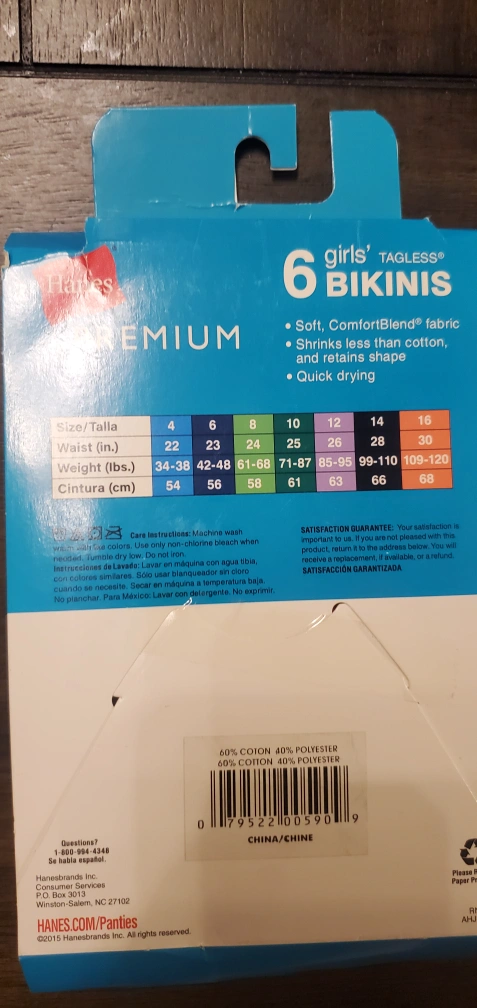 Hanes
PREMIUM
6 girls' TAGLESS®
BIKINIS
• Soft, ComfortBlend® fabric
• Shrinks less than cotton,
and retains shape
• Quick drying
Size/Talla 4 6 8 10 12 14 16
Waist (in.) 22 23 24 25 26 28 30
Weight (lbs.) 34-38 42-48 61-68 71-87 85-95 99-110 109-120
Cintura (cm) 54 56 58 61 63 66 68
Care Instructions: Machine wash
warm with like colors. Use only non-chlorine bleach when
needed. Tumble dry low. Do not iron.
Instrucciones de Lavado: Lavar en máquina con agua tibia,
con colores similares. Sólo usar blanqueador sin cloro
cuando se necesite. Secar en máquina a temperatura baja.
No planchar. Para México: Lavar con detergente. No exprimir.
SATISFACTION GUARANTEE: Your satisfaction is
important to us. If you are not pleased with this
product, return it to the address below. You will
receive a replacement, if available, or a refund.
SATISFACCIÓN GARANTIZADA
60% COTON 40% POLYESTER
60% COTTON 40% POLYESTER
0 79522 00590 9
CHINA/CHINE
Questions?
1-800-994-4348
Se habla español.
Hanesbrands Inc.
Consumer Services
P.O. Box 3013
Winston-Salem, NC 27102
HANES.COM/Panties
©2015 Hanesbrands Inc. All rights reserved.
Please
Paper